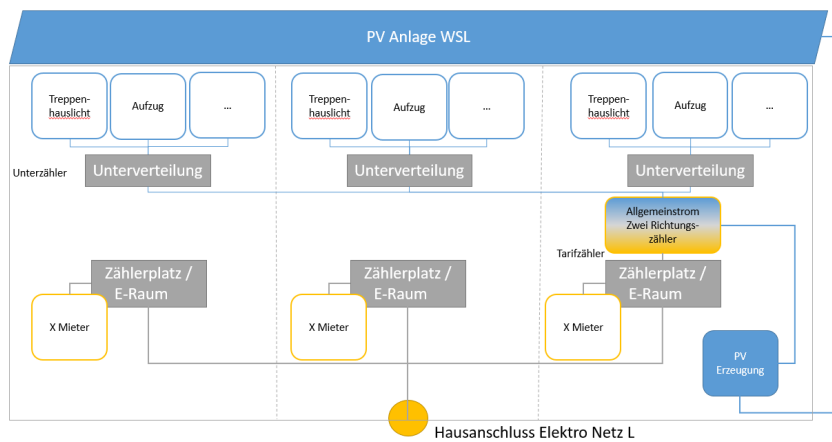 PV Anlage WSL
Treppen-
hauslicht
Aufzug
...
Treppen-
hauslicht
Aufzug
...
Treppen-
hauslicht
Aufzug
...
Unterzähler
Unterverteilung
Unterverteilung
Unterverteilung
Allgemeinstrom
Zwei Richtungs-
zähler
Tarifzähler
Zählerplatz /
E-Raum
Zählerplatz /
E-Raum
Zählerplatz /
E-Raum
X Mieter
X Mieter
X Mieter
PV
Erzeugung
Hausanschluss Elektro Netz L